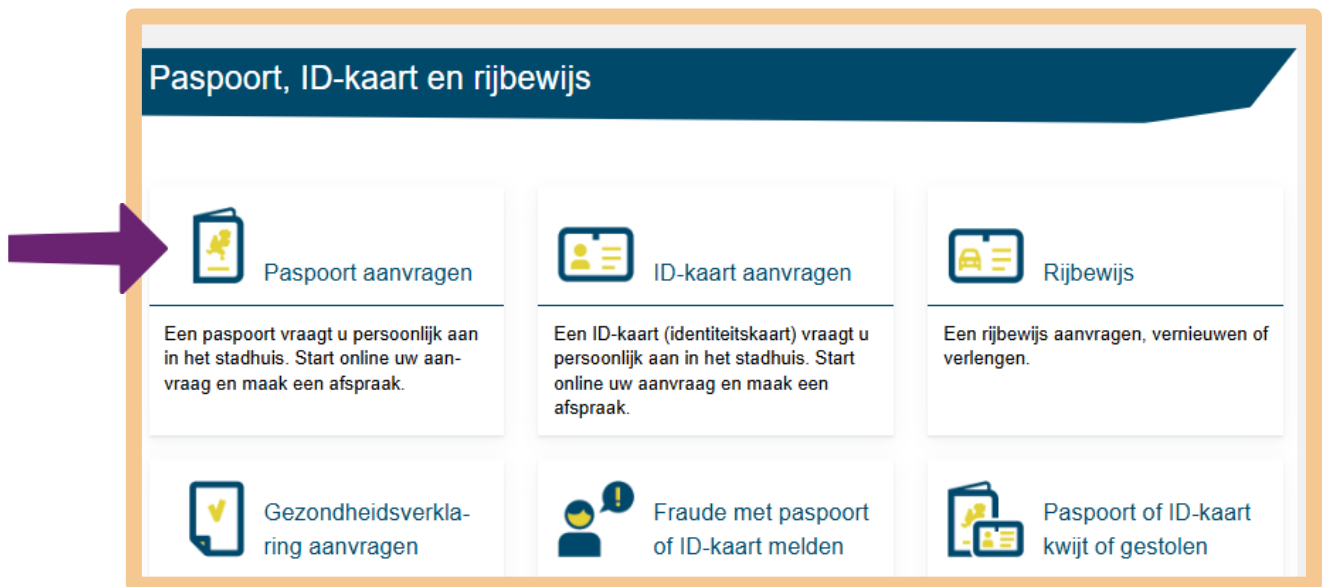 Paspoort, ID-kaart en rijbewijs
Paspoort aanvragen
Een paspoort vraagt u persoonlijk aan
in het stadhuis. Start online uw aan-
vraag en maak een afspraak.
ID-kaart aanvragen
Een ID-kaart (identiteitskaart) vraagt u
persoonlijk aan in het stadhuis. Start
online uw aanvraag en maak een
afspraak.
Rijbewijs
Een rijbewijs aanvragen, vernieuwen of
verlengen.
Gezondheidsverkla-
ring aanvragen
Fraude met paspoort
of ID-kaart melden
Paspoort of ID-kaart
kwijt of gestolen